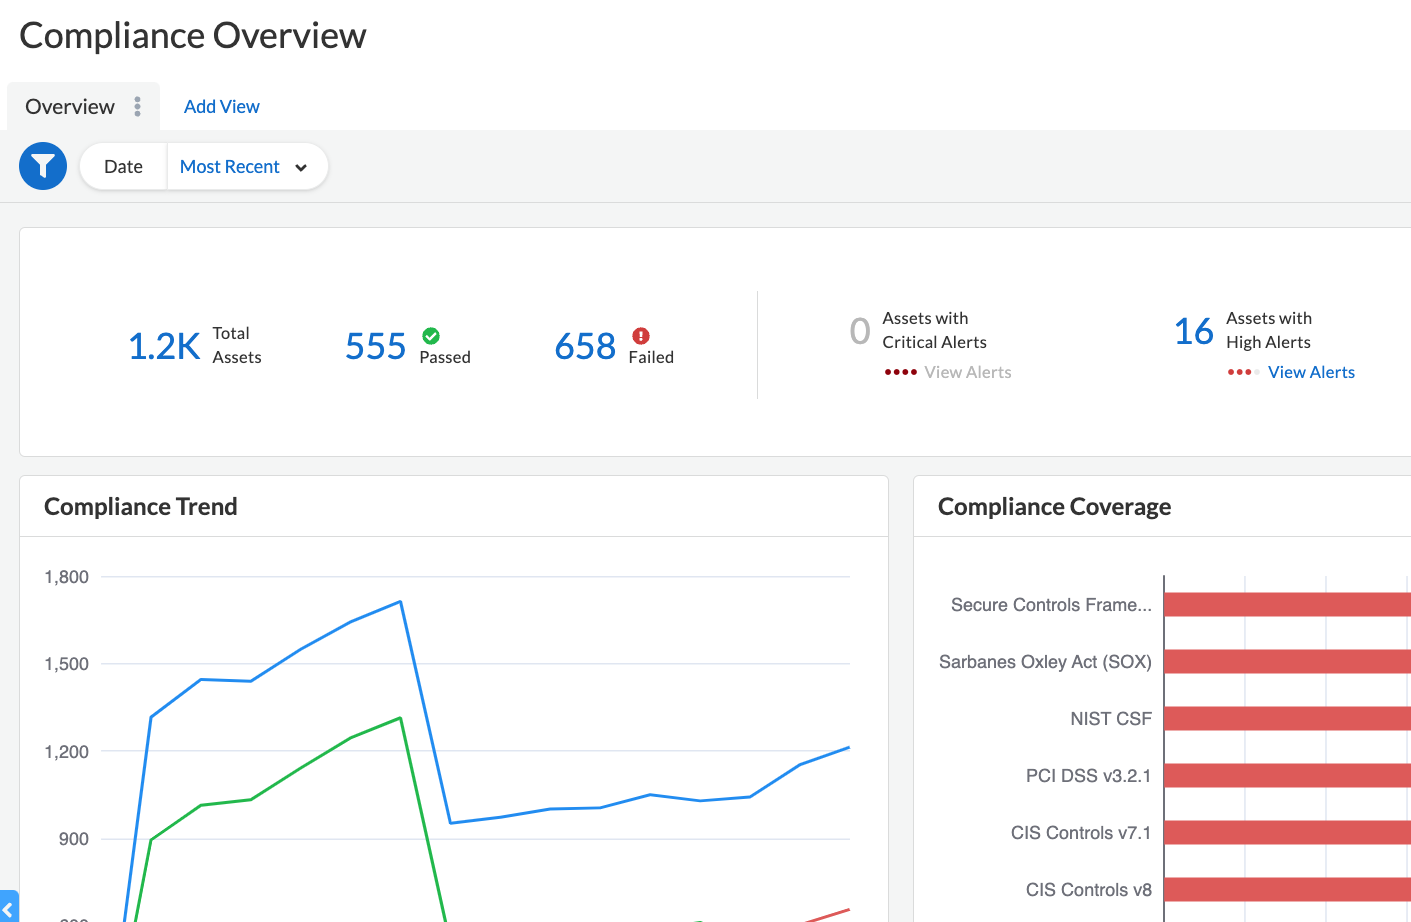 Compliance Overview
Overview
Add View
Date
Most Recent
1.2K
Total
Assets
555
Passed
658
Failed
0
Assets with
Critical Alerts
View Alerts
16
Assets with
High Alerts
View Alerts
Compliance Trend
1,800
1,500
1,200
900
Compliance Coverage
Secure Controls Frame...
Sarbanes Oxley Act (SOX)
NIST CSF
PCI DSS v3.2.1
CIS Controls v7.1
CIS Controls v8